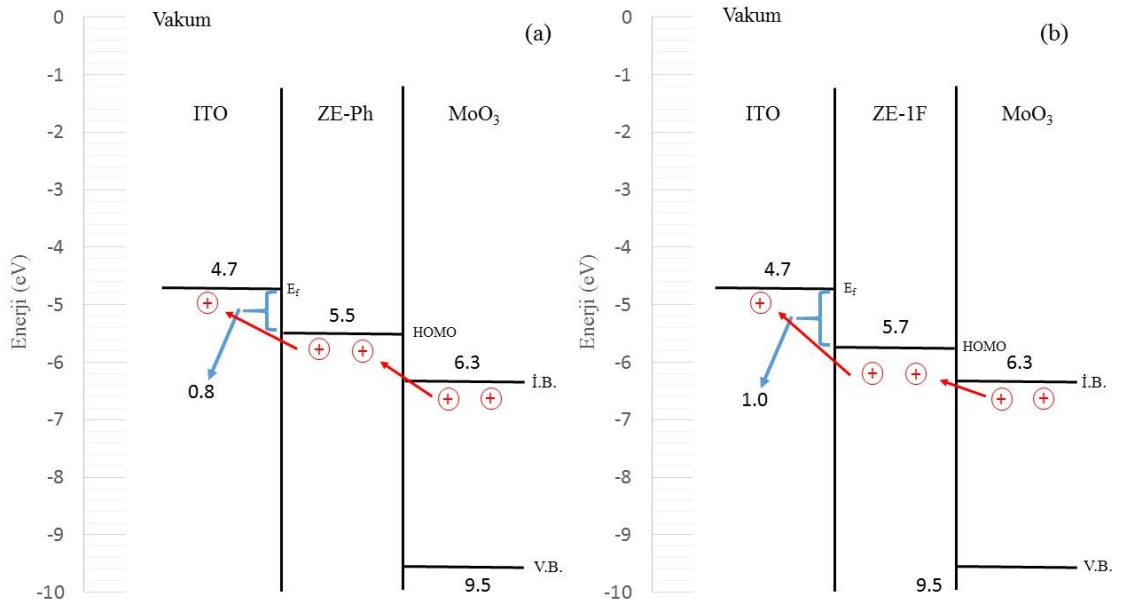 Vakum
(a)
0
-1
-2
-3
-4
-5
-6
-7
-8
-9
-10
Enerji (eV)
ITO
ZE-Ph
MoO₃
4.7
E_f
5.5
HOMO
6.3
İ.B.
0.8
V.B.
9.5
+
+
+
+
+
Vakum
(b)
0
-1
-2
-3
-4
-5
-6
-7
-8
-9
-10
Enerji (eV)
ITO
ZE-1F
MoO₃
4.7
E_f
5.7
HOMO
6.3
İ.B.
1.0
V.B.
9.5
+
+
+
+
+